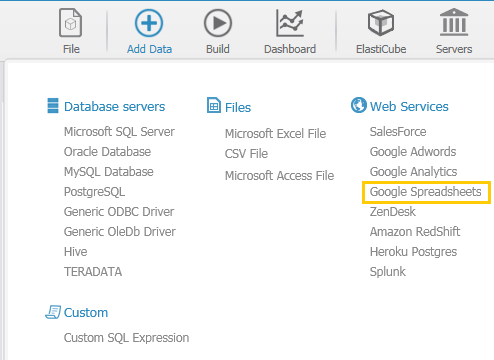 File
Add Data
Build
Dashboard
ElastiCube
Servers
Database servers
Microsoft SQL Server
Oracle Database
MySQL Database
PostgreSQL
Generic ODBC Driver
Generic OleDb Driver
Hive
TERADATA
Files
Microsoft Excel File
CSV File
Microsoft Access File
Web Services
SalesForce
Google Adwords
Google Analytics
Google Spreadsheets
ZenDesk
Amazon RedShift
Heroku Postgres
Splunk
Custom
Custom SQL Expression